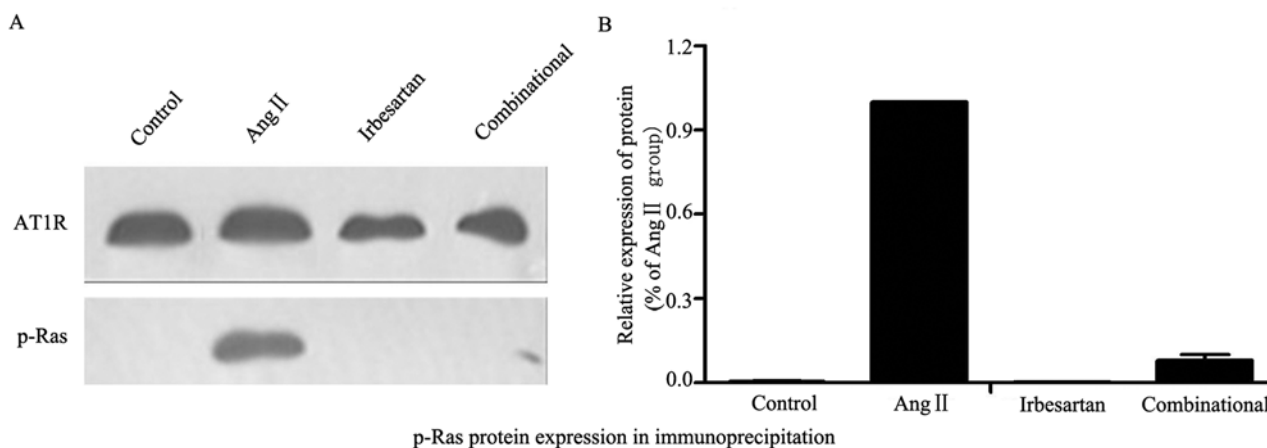 A
Control
Ang Ⅱ
Irbesartan
Combinational
AT1R
p-Ras
B
Relative expression of protein
(% of Ang Ⅱ group)
1.2
0.9
0.6
0.3
0.0
Control
Ang Ⅱ
Irbesartan
Combinational
p-Ras protein expression in immunoprecipitation